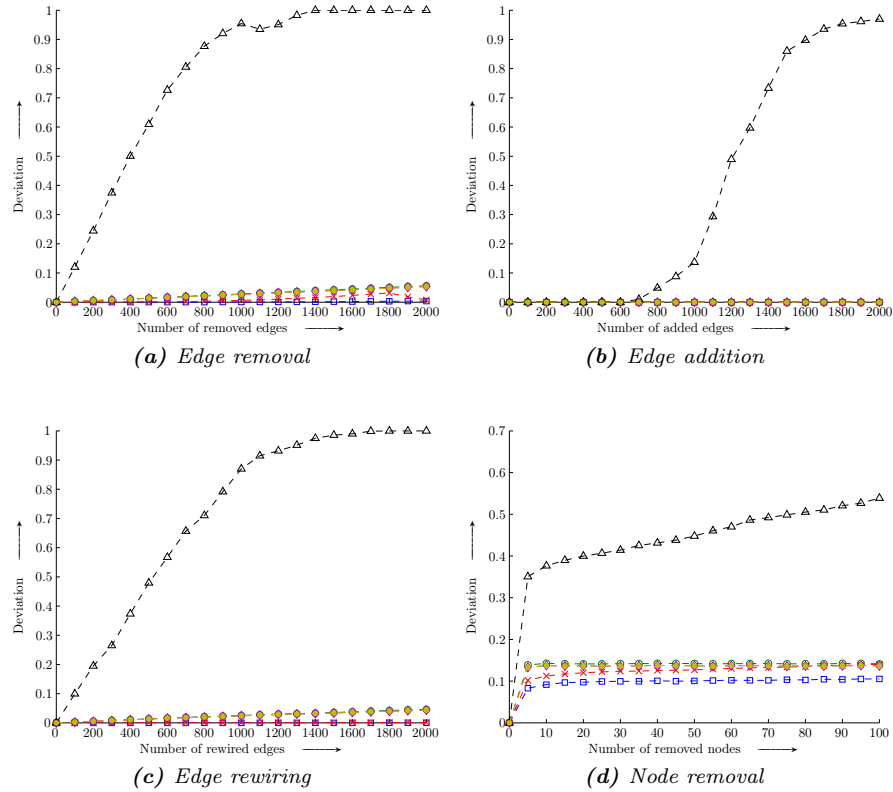 1
0.9
0.8
0.7
0.6
0.5
0.4
0.3
0.2
0.1
0
Deviation
0 200 400 600 800 1000 1200 1400 1600 1800 2000
Number of removed edges
(a) Edge removal
1
0.9
0.8
0.7
0.6
0.5
0.4
0.3
0.2
0.1
0
Deviation
0 200 400 600 800 1000 1200 1400 1600 1800 2000
Number of added edges
(b) Edge addition
1
0.9
0.8
0.7
0.6
0.5
0.4
0.3
0.2
0.1
0
Deviation
0 200 400 600 800 1000 1200 1400 1600 1800 2000
Number of rewired edges
(c) Edge rewiring
0.7
0.6
0.5
0.4
0.3
0.2
0.1
0
Deviation
0 10 20 30 40 50 60 70 80 90 100
Number of removed nodes
(d) Node removal